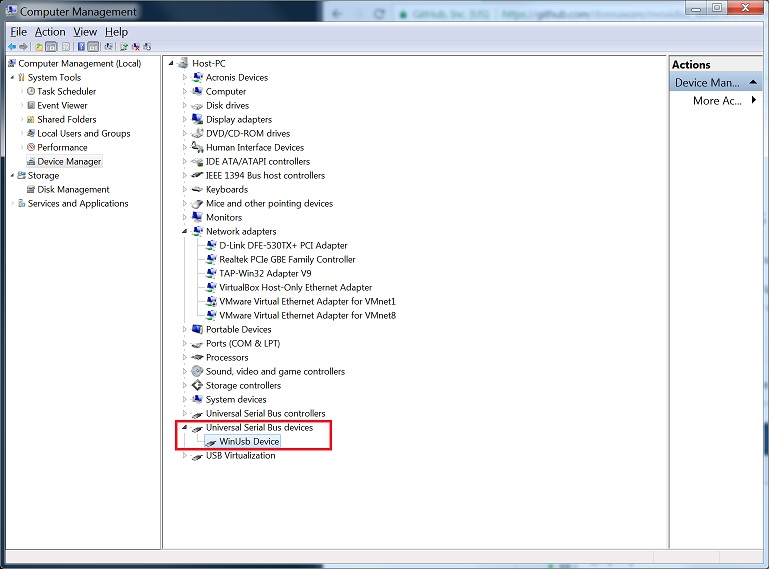 Computer Management
File Action View Help
Computer Management (Local)
System Tools
Task Scheduler
Event Viewer
Shared Folders
Local Users and Groups
Performance
Device Manager
Storage
Disk Management
Services and Applications
Host-PC
Acronis Devices
Computer
Disk drives
Display adapters
DVD/CD-ROM drives
Human Interface Devices
IDE ATA/ATAPI controllers
IEEE 1394 Bus host controllers
Keyboards
Mice and other pointing devices
Monitors
Network adapters
D-Link DFE-530TX+ PCI Adapter
Realtek PCIe GBE Family Controller
TAP-Win32 Adapter V9
VirtualBox Host-Only Ethernet Adapter
VMware Virtual Ethernet Adapter for VMnet1
VMware Virtual Ethernet Adapter for VMnet8
Portable Devices
Ports (COM & LPT)
Processors
Sound, video and game controllers
Storage controllers
System devices
Universal Serial Bus controllers
Universal Serial Bus devices
WinUsb Device
USB Virtualization
Actions
Device Man...
More Ac...